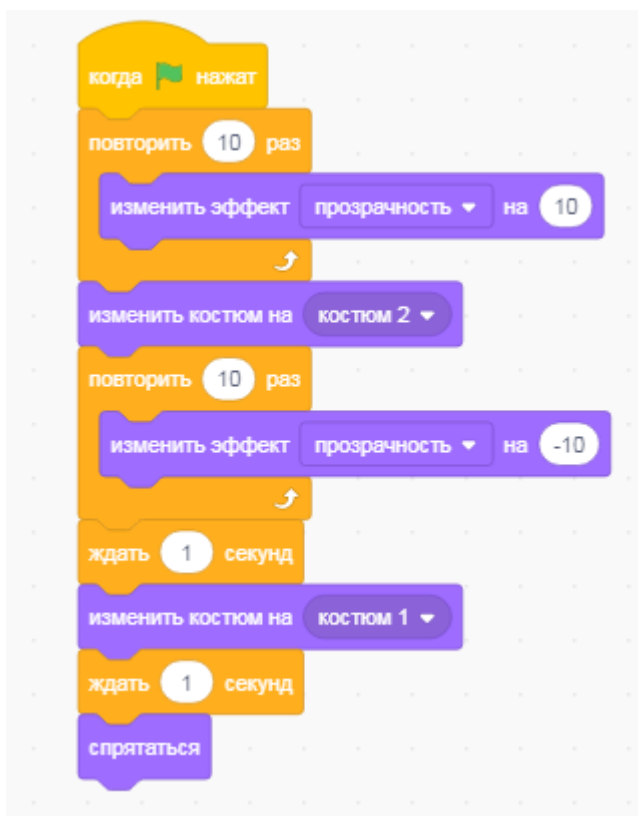 когда нажат
повторить 10 раз
изменить эффект прозрачность на 10
изменить костюм на костюм 2
повторить 10 раз
изменить эффект прозрачность на -10
ждать 1 секунд
изменить костюм на костюм 1
ждать 1 секунд
спрятаться